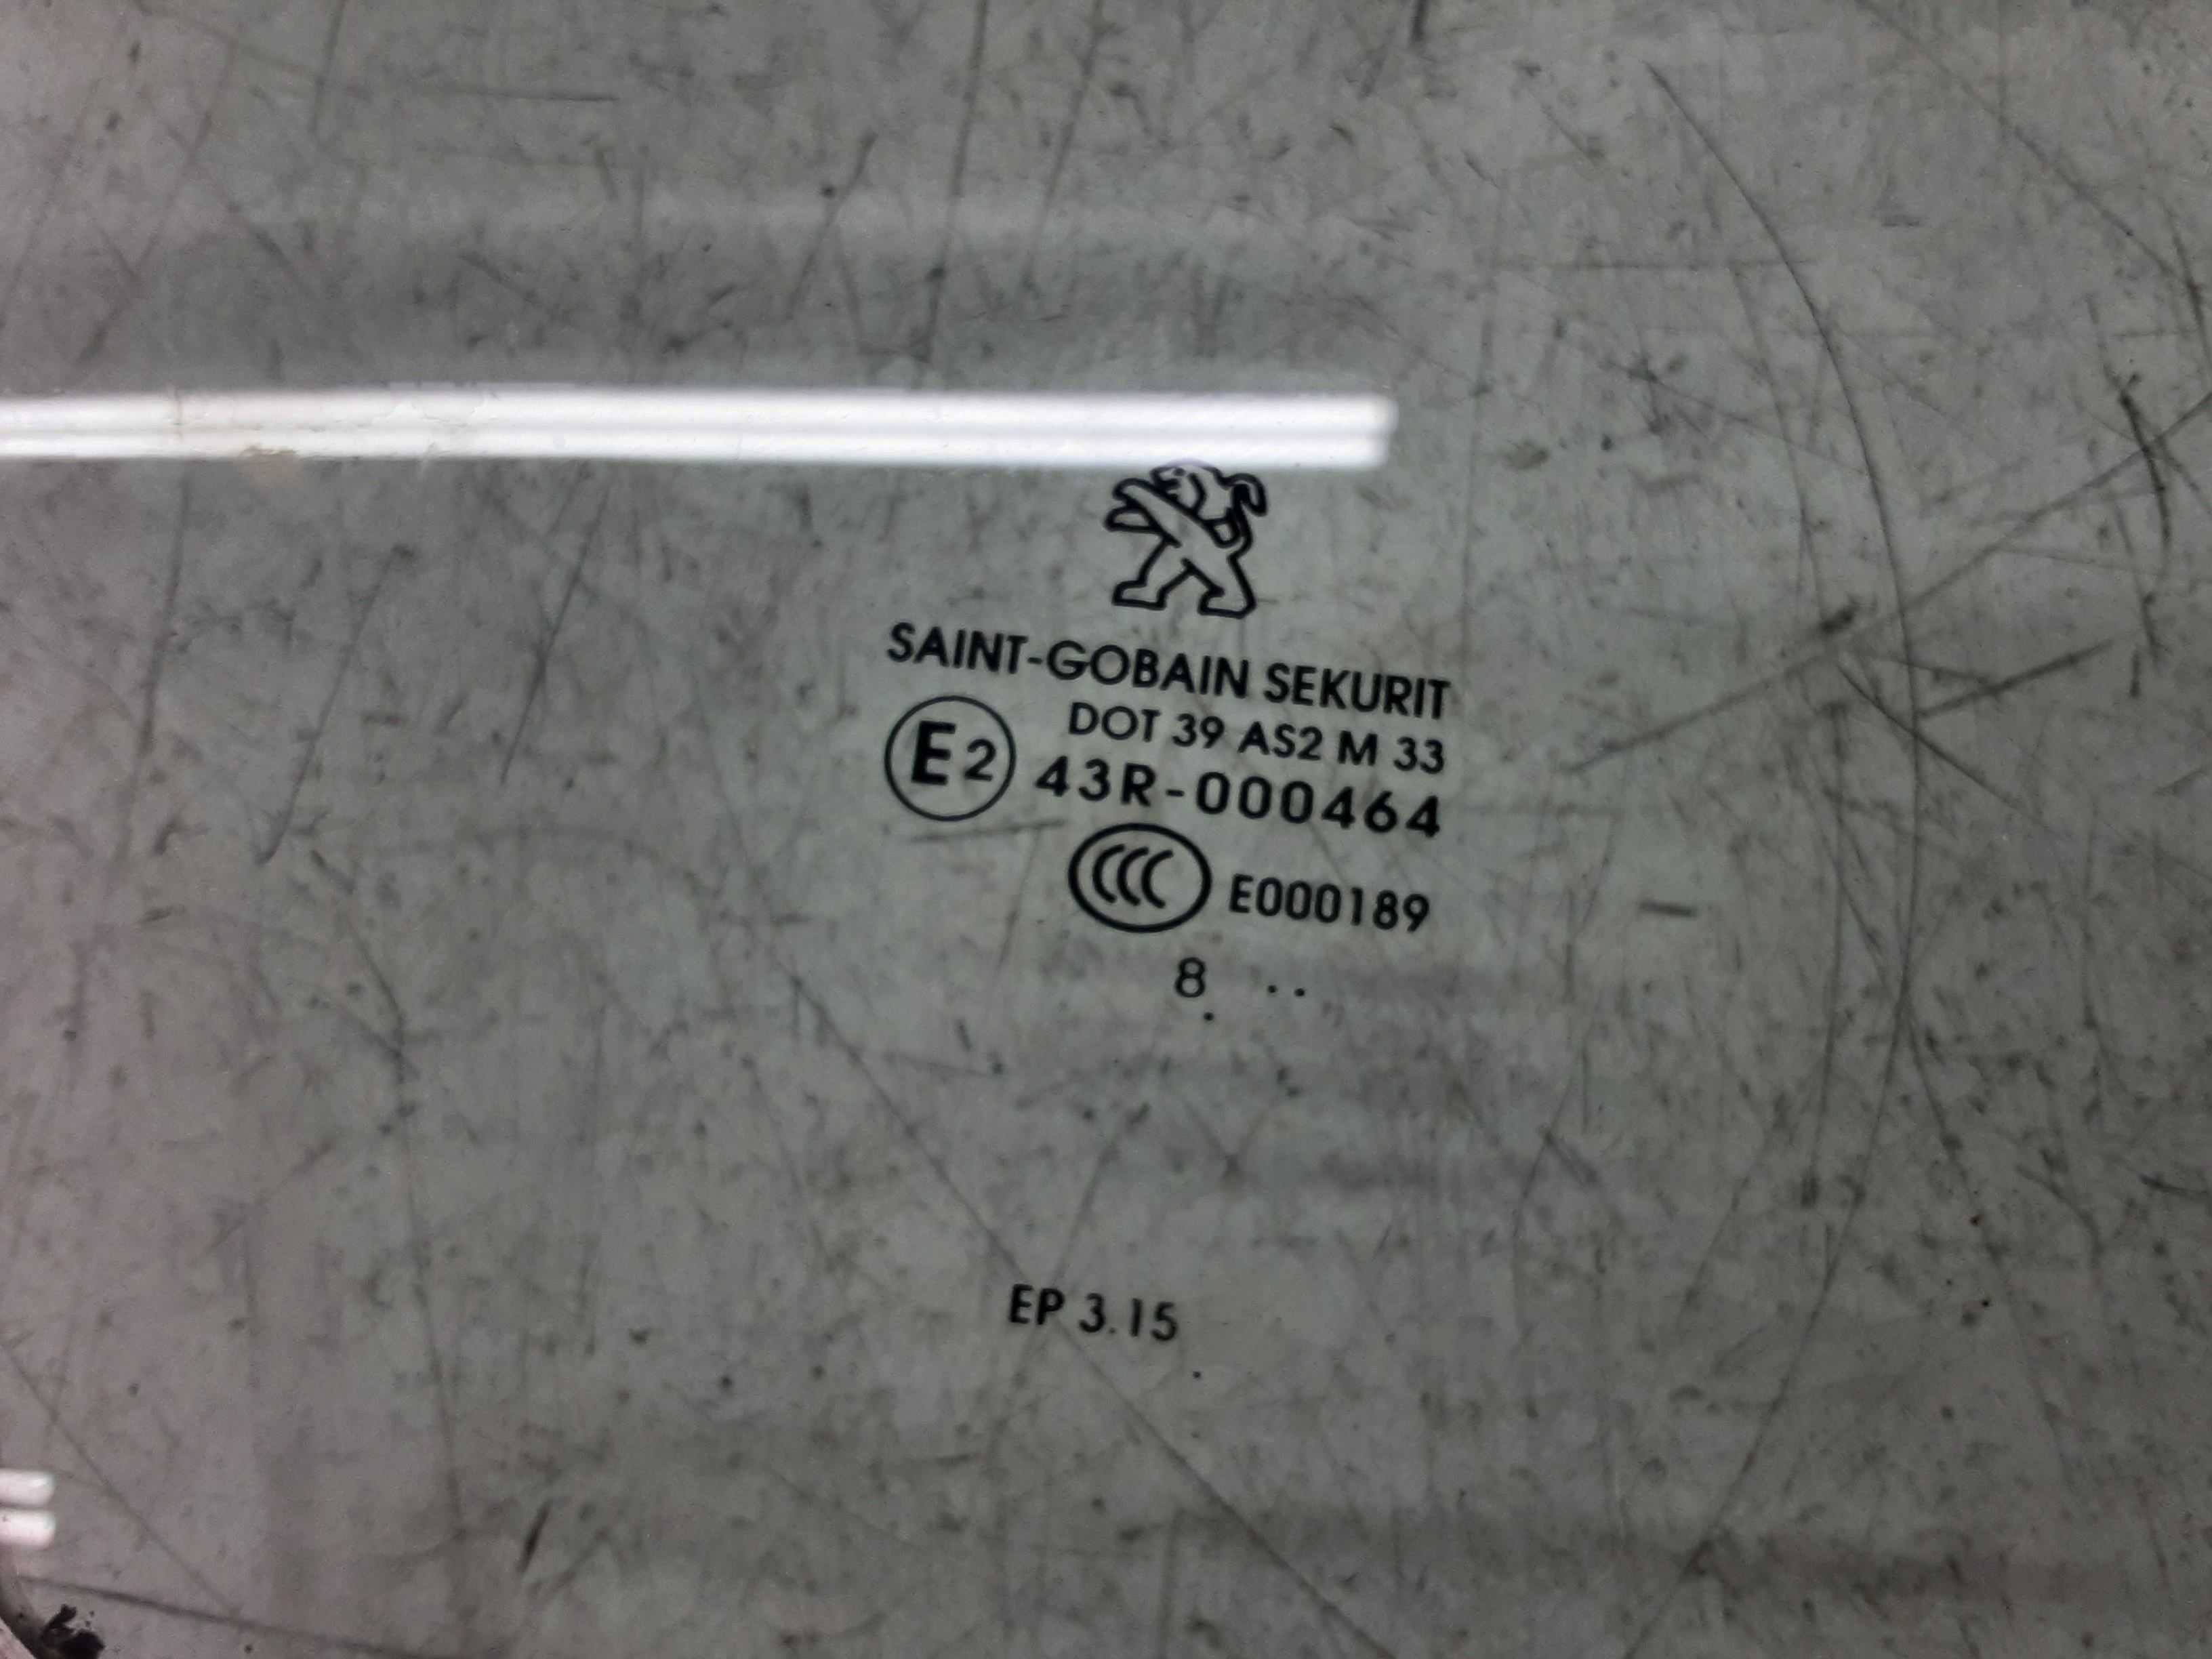 SAINT-GOBAIN SEKURIT
DOT 39 AS2 M 33
E2 43R-000464
CCC E000189
8 ..
.
EP 3.15